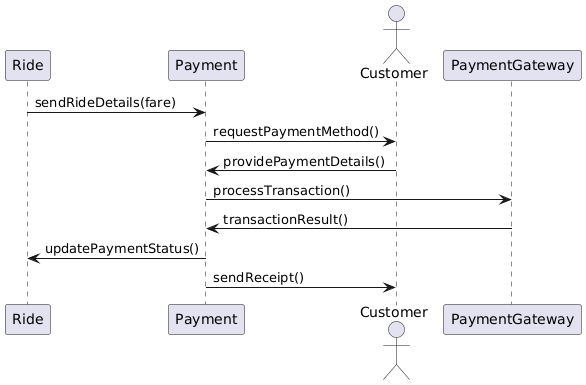 Ride
Payment
Customer
PaymentGateway
sendRideDetails(fare)
requestPaymentMethod()
providePaymentDetails()
processTransaction()
transactionResult()
updatePaymentStatus()
sendReceipt()
Ride
Payment
Customer
PaymentGateway